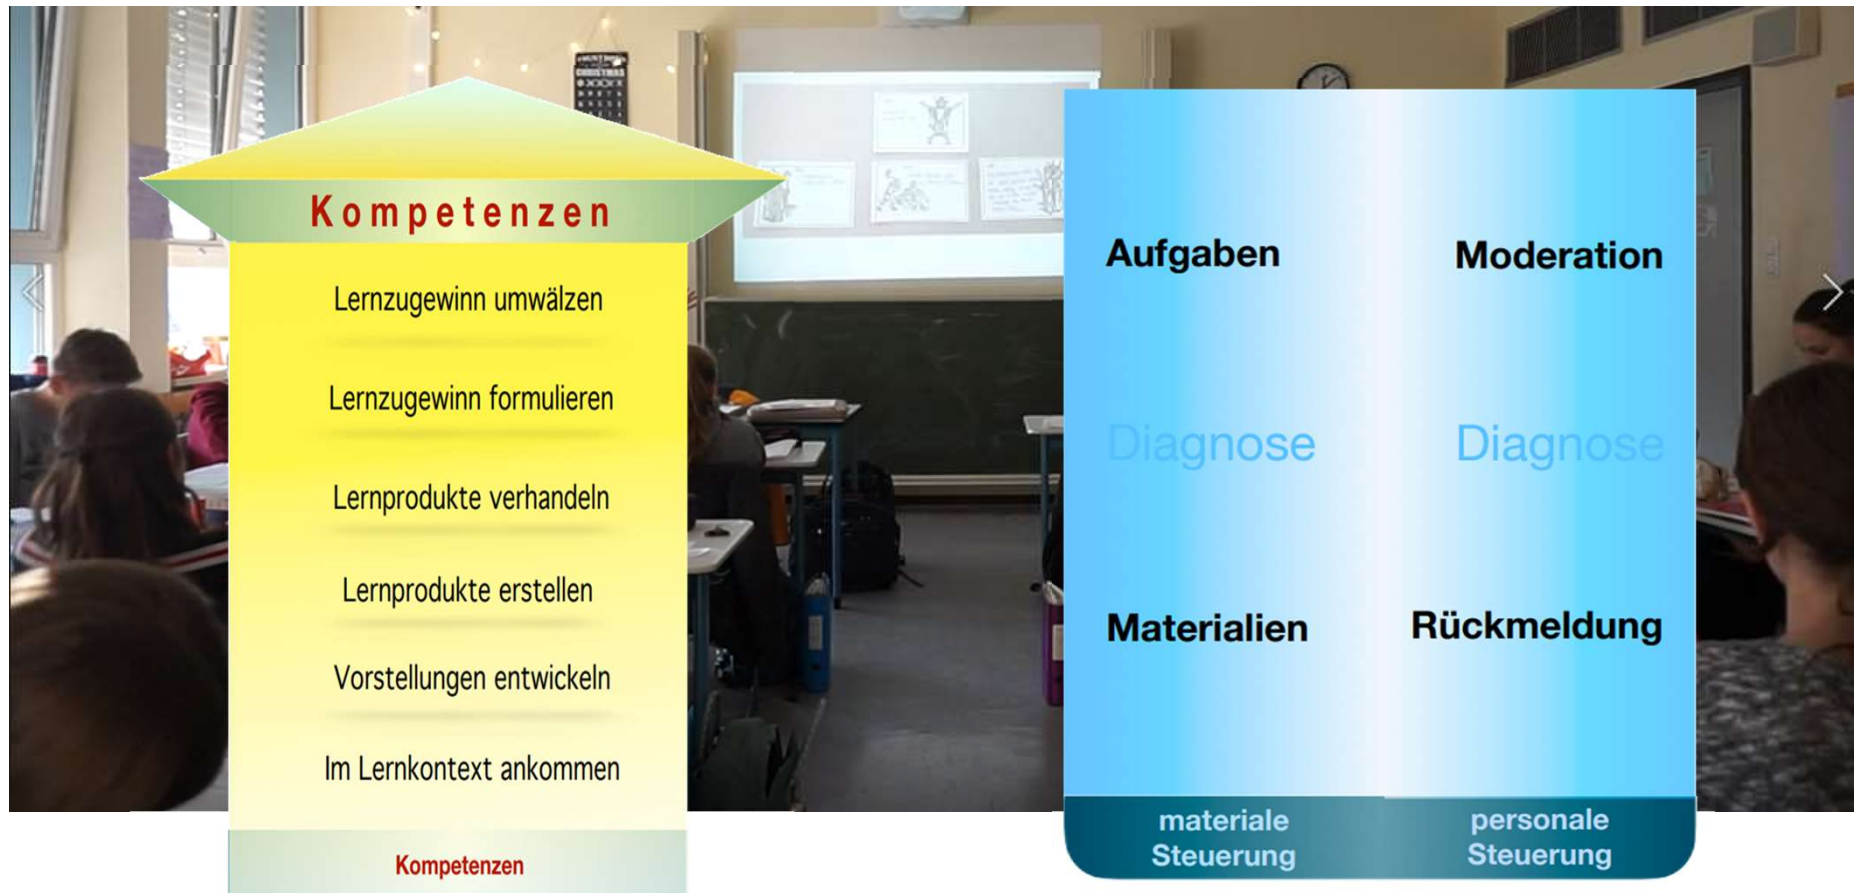 Kompetenzen
Lernzugewinn umwälzen
Lernzugewinn formulieren
Lernprodukte verhandeln
Lernprodukte erstellen
Vorstellungen entwickeln
Im Lernkontext ankommen
Kompetenzen
Aufgaben
Moderation
Diagnose
Diagnose
Materialien
Rückmeldung
materiale
Steuerung
personale
Steuerung
CHRISTMAS